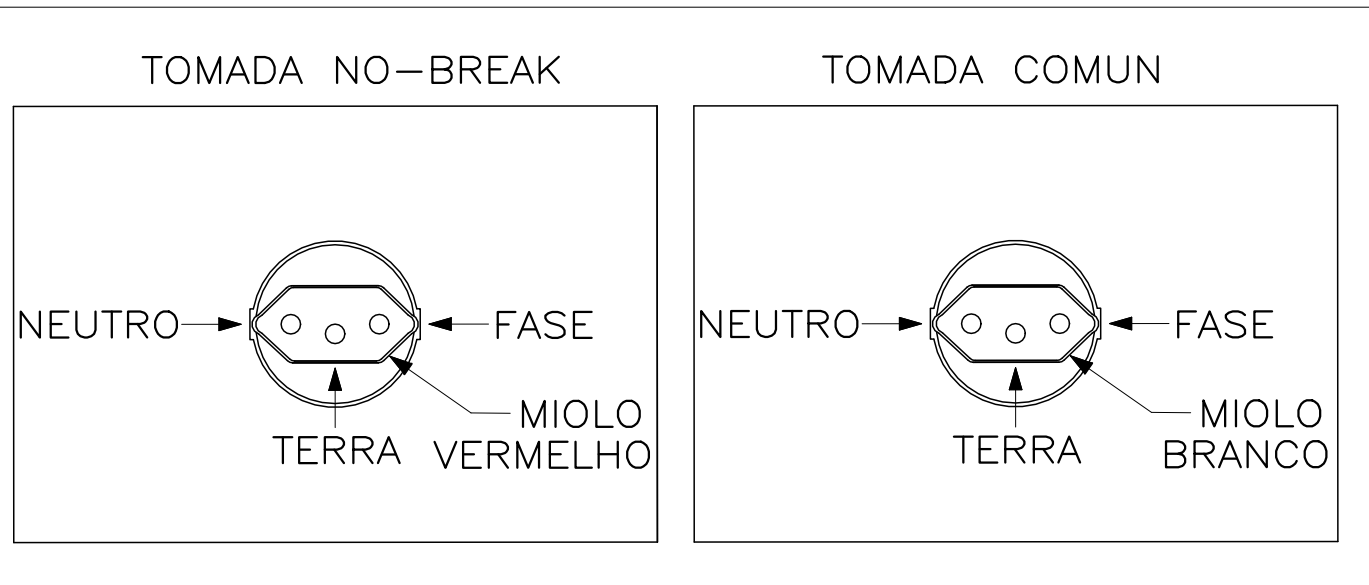 TOMADA NO-BREAK
NEUTRO
FASE
TERRA
MIOLO
VERMELHO
TOMADA COMUN
NEUTRO
FASE
TERRA
MIOLO
BRANCO